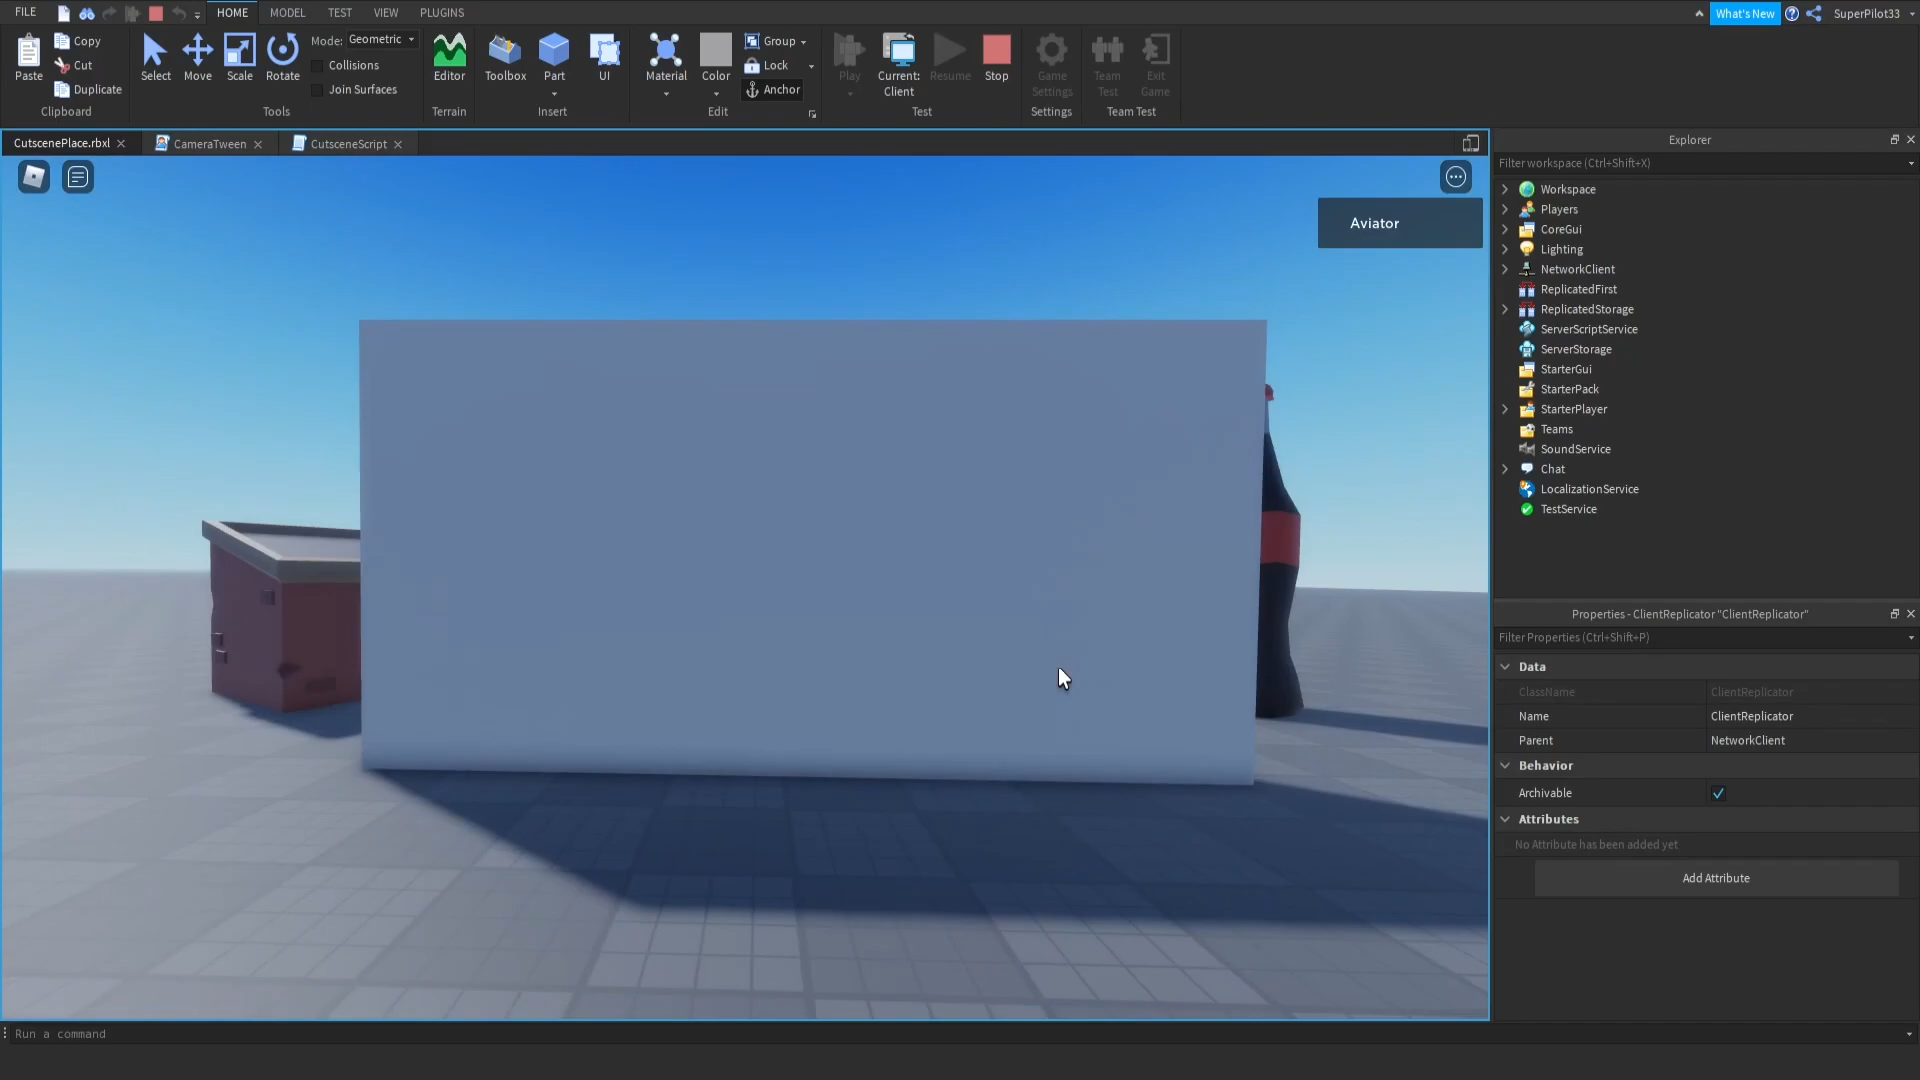 FILE HOME MODEL TEST VIEW PLUGINS What's New SuperPilot33
Paste Copy Cut Duplicate Clipboard
Select Move Scale Rotate Mode: Geometric Collisions Join Surfaces Tools
Editor Terrain
Toolbox Part UI Insert
Material Color Group Lock Anchor Edit
Play Current: Client Resume Stop Test
Game Settings Settings
Team Test Exit Game Team Test
CutscenePlace.rbxl CameraTween CutsceneScript
Aviator
Explorer
Filter workspace (Ctrl+Shift+X)
Workspace
Players
CoreGui
Lighting
NetworkClient
ReplicatedFirst
ReplicatedStorage
ServerScriptService
ServerStorage
StarterGui
StarterPack
StarterPlayer
Teams
SoundService
Chat
LocalizationService
TestService
Properties - ClientReplicator "ClientReplicator"
Filter Properties (Ctrl+Shift+P)
Data
ClassName ClientReplicator
Name ClientReplicator
Parent NetworkClient
Behavior
Archivable
Attributes
No Attribute has been added yet
Add Attribute
Run a command